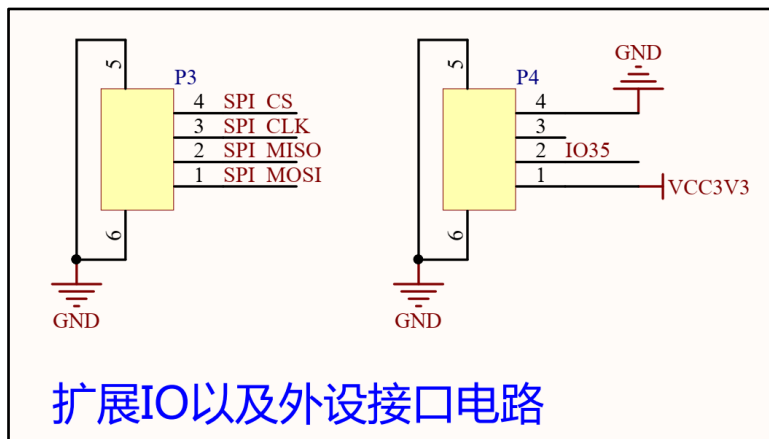 GND
5
P3
4 SPI_CS
3 SPI_CLK
2 SPI_MISO
1 SPI_MOSI
6
GND
5
P4
4
3
2 IO35
1 VCC3V3
6
GND
扩展IO以及外设接口电路